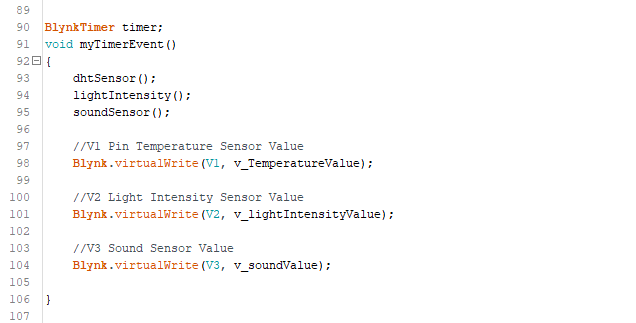 89
90 BlynkTimer timer;
91 void myTimerEvent()
92 {
93     dhtSensor();
94     lightIntensity();
95     soundSensor();
96
97     //V1 Pin Temperature Sensor Value
98     Blynk.virtualWrite(V1, v_TemperatureValue);
99
100     //V2 Light Intensity Sensor Value
101     Blynk.virtualWrite(V2, v_lightIntensityValue);
102
103     //V3 Sound Sensor Value
104     Blynk.virtualWrite(V3, v_soundValue);
105
106 }
107